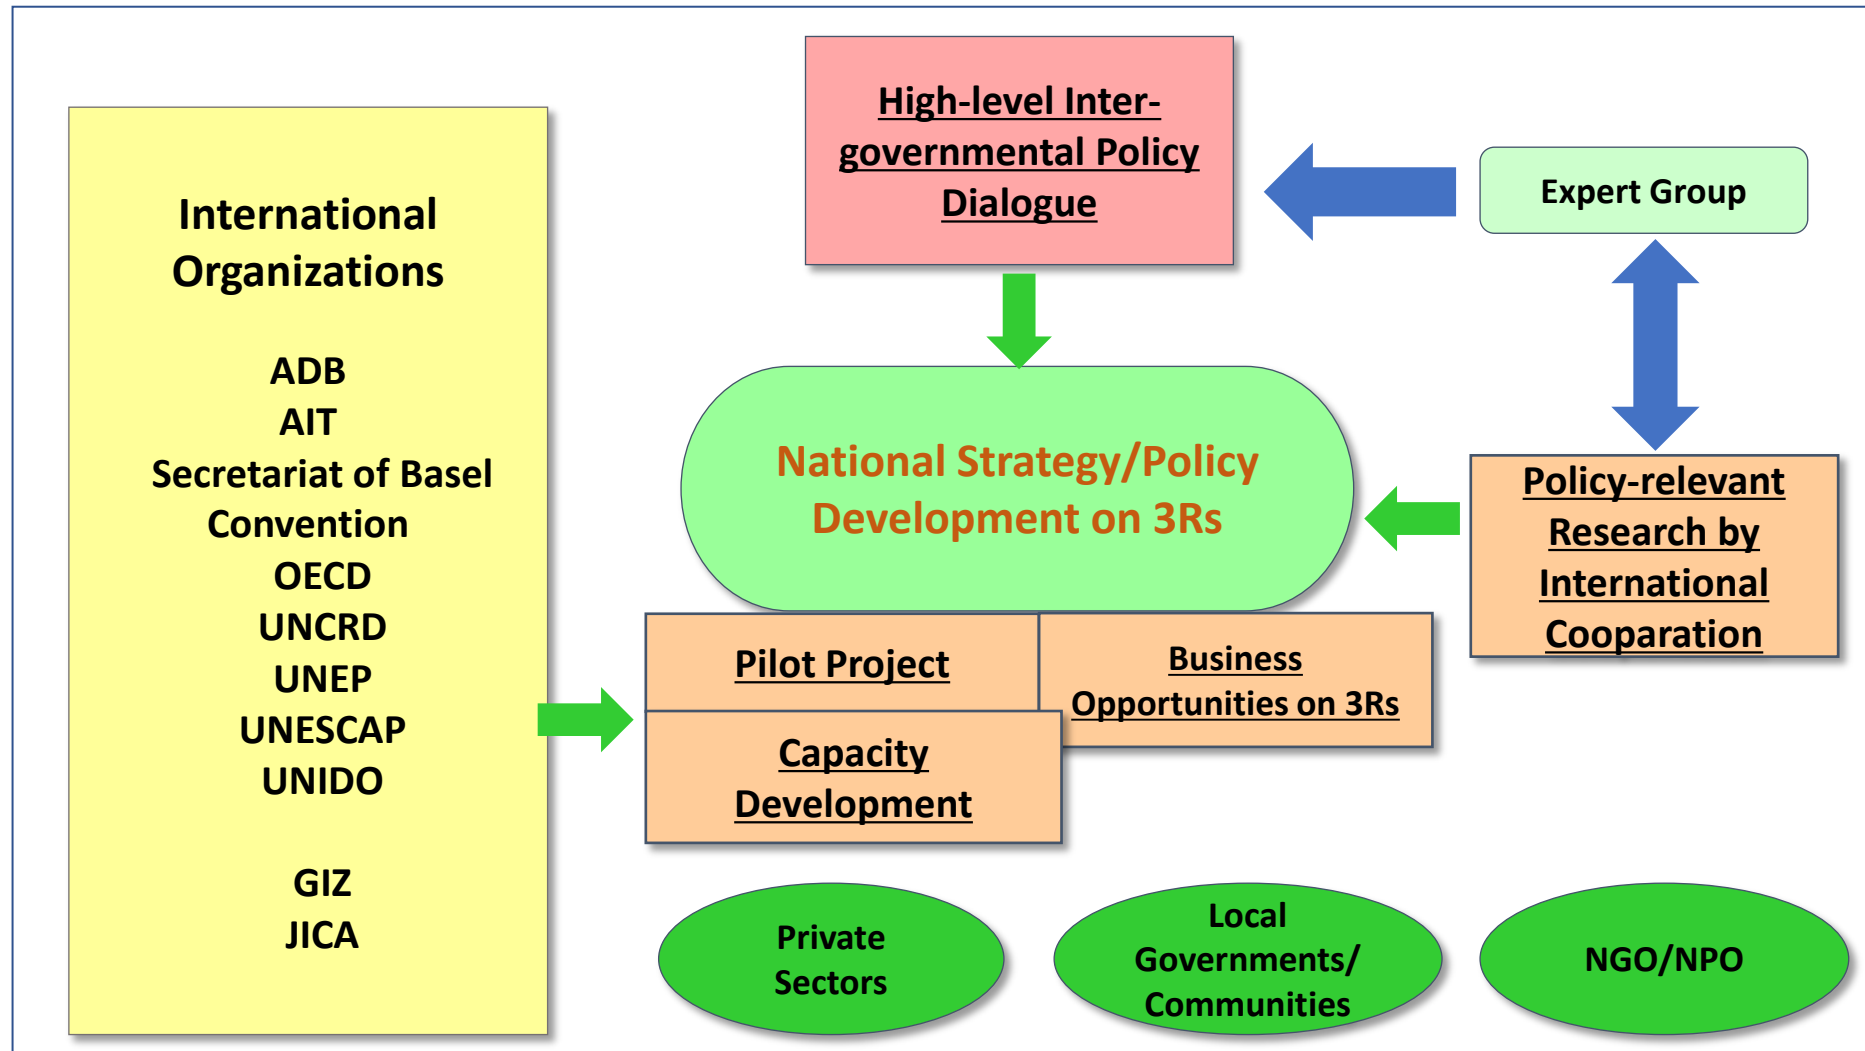 International
Organizations
ADB
AIT
Secretariat of Basel
Convention
OECD
UNCRD
UNEP
UNESCAP
UNIDO
GIZ
JICA
High-level Inter-
governmental Policy
Dialogue
Expert Group
National Strategy/Policy
Development on 3Rs
Policy-relevant
Research by
International
Cooparation
Pilot Project
Business
Opportunities on 3Rs
Capacity
Development
Private
Sectors
Local
Governments/
Communities
NGO/NPO